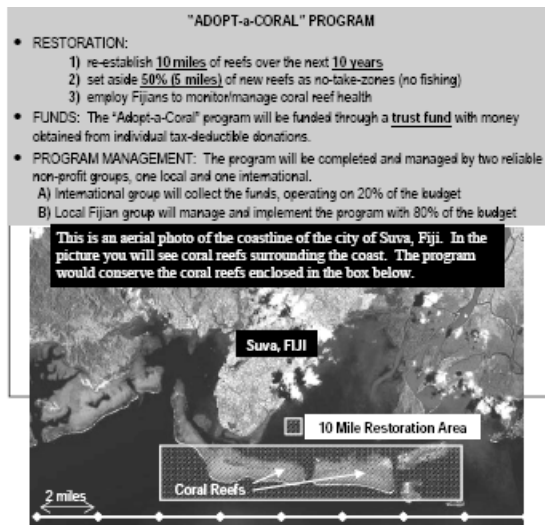 "ADOPT-a-CORAL" PROGRAM
• RESTORATION:
1) re-establish 10 miles of reefs over the next 10 years
2) set aside 50% (5 miles) of new reefs as no-take-zones (no fishing)
3) employ Fijians to monitor/manage coral reef health
• FUNDS: The "Adopt-a-Coral" program will be funded through a trust fund with money
obtained from individual tax-deductible donations.
• PROGRAM MANAGEMENT: The program will be completed and managed by two reliable
non-profit groups, one local and one international.
A) International group will collect the funds, operating on 20% of the budget
B) Local Fijian group will manage and implement the program with 80% of the budget
This is an aerial photo of the coastline of the city of Suva, Fiji. In the
picture you will see coral reefs surrounding the coast. The program
would conserve the coral reefs enclosed in the box below.
Suva, FIJI
10 Mile Restoration Area
Coral Reefs
2 miles